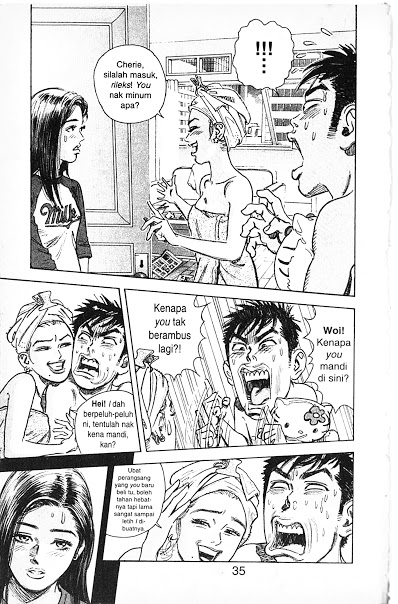 Cherie,
silalah masuk,
rileks! You
nak minum
apa?
!!!
Milk
Kenapa
you tak
berambus
lagi?!
Woi!
Kenapa
you
mandi
di sini?
Hei! I dah
berpeluh-peluh
ni, tentulah nak
kena mandi,
kan?
Ubat
perangsang
yang you baru
beli tu, boleh
tahan hebat-
nya tapi lama
sangat sampai
letih I di-
buatnya.
35